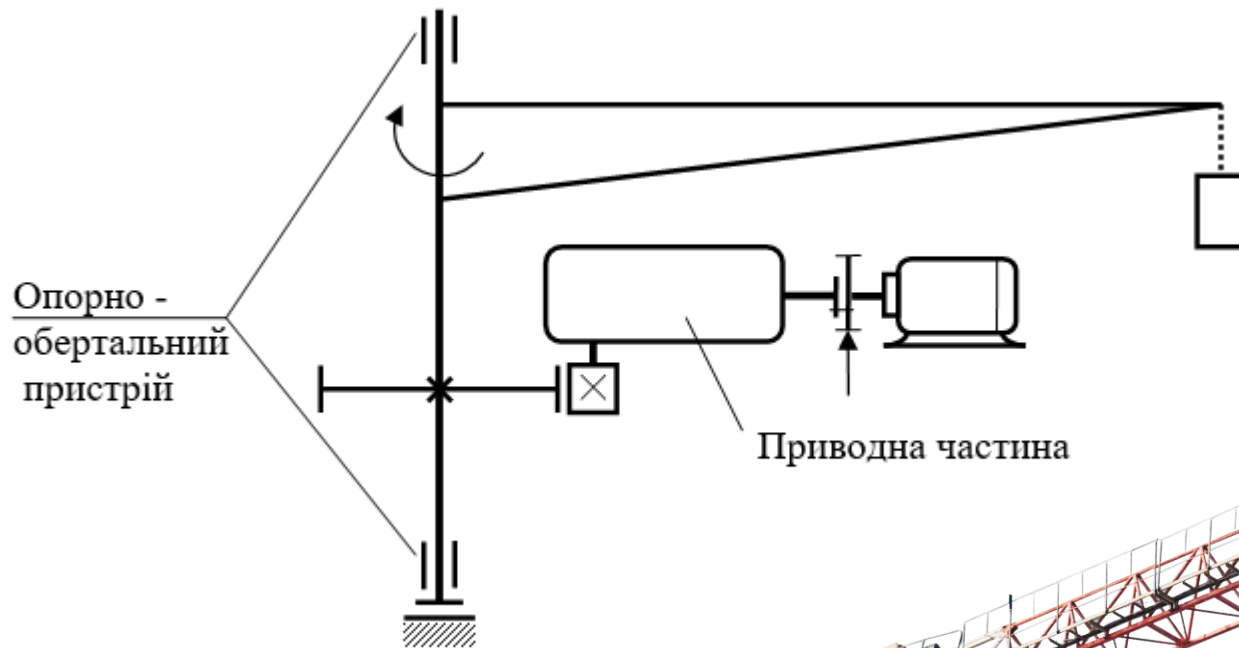 Опорно -
обертальний
пристрій
Приводна частина